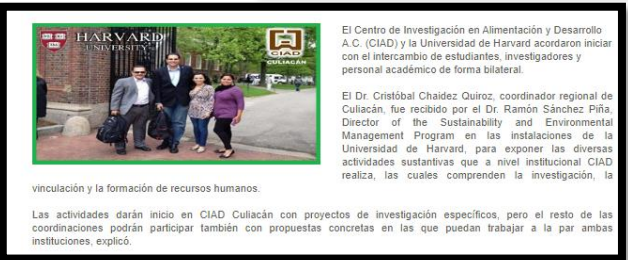 HARVARD
UNIVERSITY
CIAD
CULIACÁN
El Centro de Investigación en Alimentación y Desarrollo
A.C. (CIAD) y la Universidad de Harvard acordaron iniciar
con el intercambio de estudiantes, investigadores y
personal académico de forma bilateral.
El Dr. Cristóbal Chaidez Quiroz, coordinador regional de
Culiacán, fue recibido por el Dr. Ramón Sánchez Piña,
Director of the Sustainability and Environmental
Management Program en las instalaciones de la
Universidad de Harvard, para exponer las diversas
actividades sustantivas que a nivel institucional CIAD
realiza, las cuales comprenden la investigación, la
vinculación y la formación de recursos humanos.
Las actividades darán inicio en CIAD Culiacán con proyectos de investigación específicos, pero el resto de las
coordinaciones podrán participar también con propuestas concretas en las que puedan trabajar a la par ambas
instituciones, explicó.